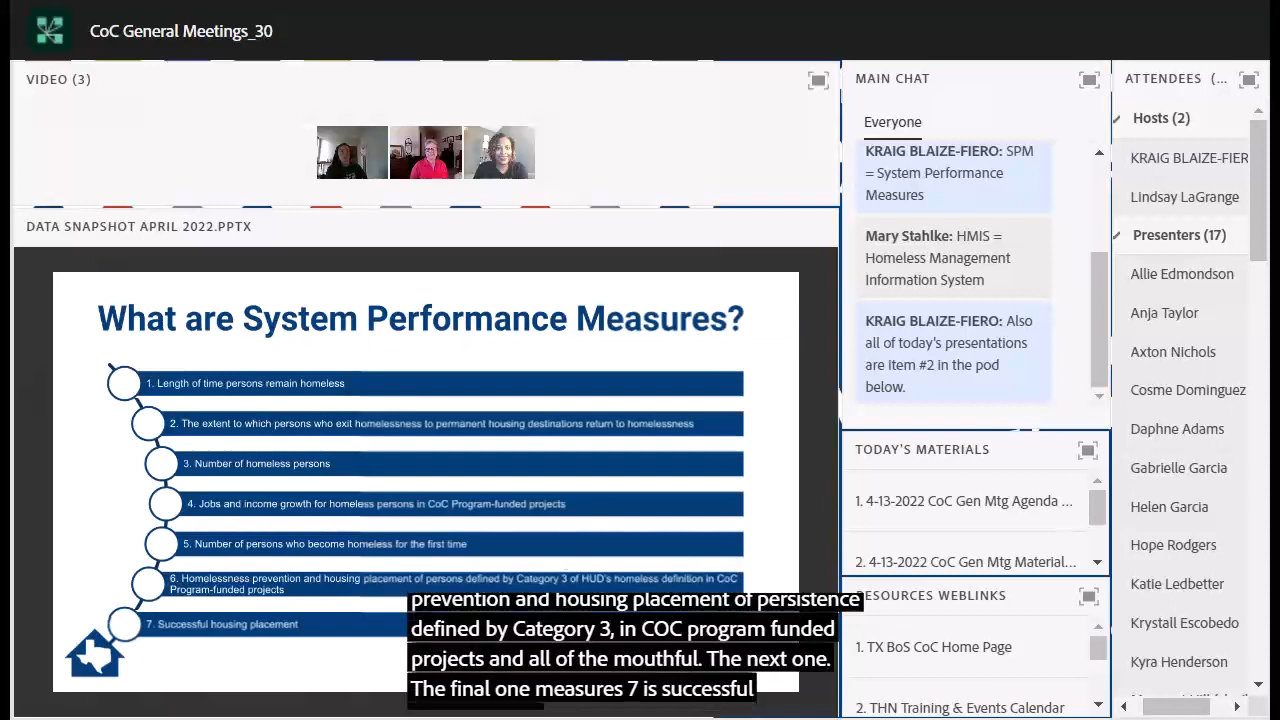 CoC General Meetings_30
VIDEO (3)
DATA SNAPSHOT APRIL 2022.PPTX
What are System Performance Measures?
1. Length of time persons remain homeless
2. The extent to which persons who exit homelessness to permanent housing destinations return to homelessness
3. Number of homeless persons
4. Jobs and income growth for homeless persons in CoC Program-funded projects
5. Number of persons who become homeless for the first time
6. Homelessness prevention and housing placement of persons defined by Category 3 of HUD's homeless definition in CoC
Program-funded projects
7. Successful housing placement
prevention and housing placement of persistence
defined by Category 3, in COC program funded
projects and all of the mouthful. The next one.
The final one measures 7 is successful
MAIN CHAT
Everyone
KRAIG BLAIZE-FIERO: SPM
= System Performance
Measures
Mary Stahlke: HMIS =
Homeless Management
Information System
KRAIG BLAIZE-FIERO: Also
all of today's presentations
are item #2 in the pod
below.
TODAY'S MATERIALS
1. 4-13-2022 CoC Gen Mtg Agenda ...
2. 4-13-2022 CoC Gen Mtg Material...
RESOURCES WEBLINKS
1. TX BoS CoC Home Page
2. THN Training & Events Calendar
ATTENDEES (...
Hosts (2)
KRAIG BLAIZE-FIER
Lindsay LaGrange
Presenters (17)
Allie Edmondson
Anja Taylor
Axton Nichols
Cosme Dominguez
Daphne Adams
Gabrielle Garcia
Helen Garcia
Hope Rodgers
Katie Ledbetter
Krystall Escobedo
Kyra Henderson